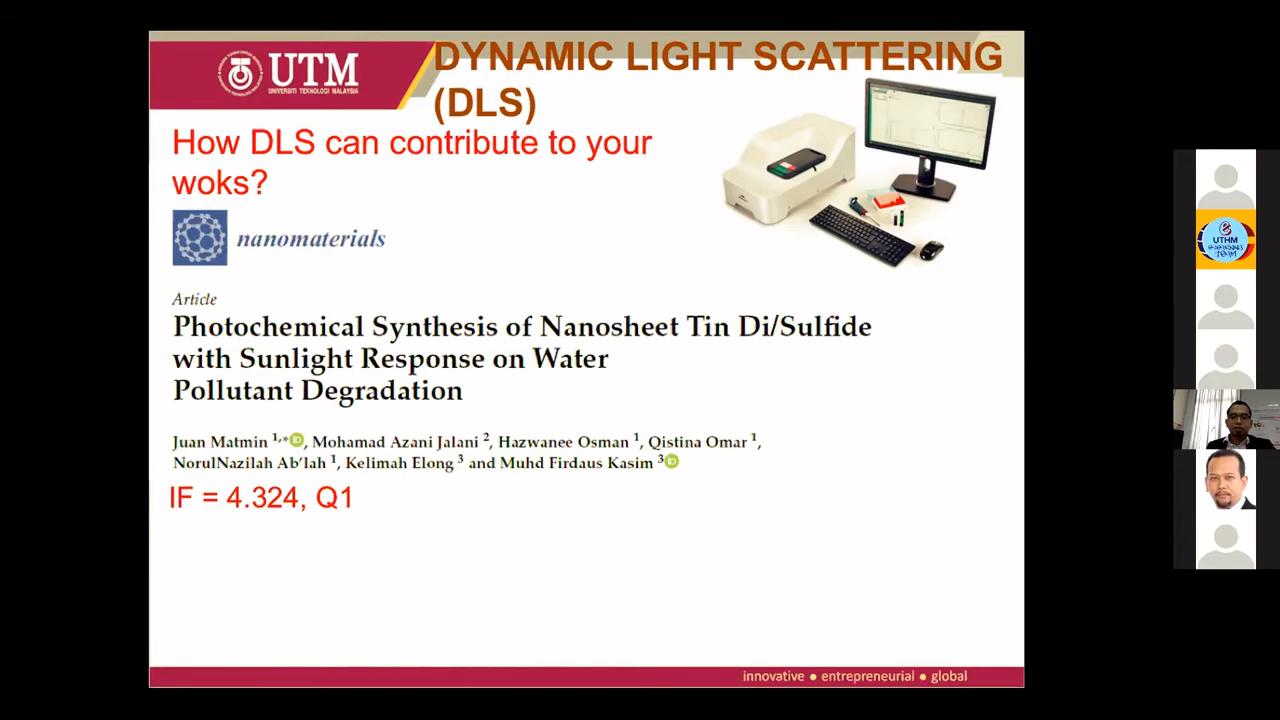 UTM
UNIVERSITI TEKNOLOGI MALAYSIA
DYNAMIC LIGHT SCATTERING
(DLS)
How DLS can contribute to your
woks?
nanomaterials
Article
Photochemical Synthesis of Nanosheet Tin Di/Sulfide
with Sunlight Response on Water
Pollutant Degradation
Juan Matmin 1,*iD, Mohamad Azani Jalani 2, Hazwanee Osman 1, Qistina Omar 1,
NorulNazilah Ab'lah 1, Kelimah Elong 3 and Muhd Firdaus Kasim 3 iD
IF = 4.324, Q1
innovative ● entrepreneurial ● global
UTHM